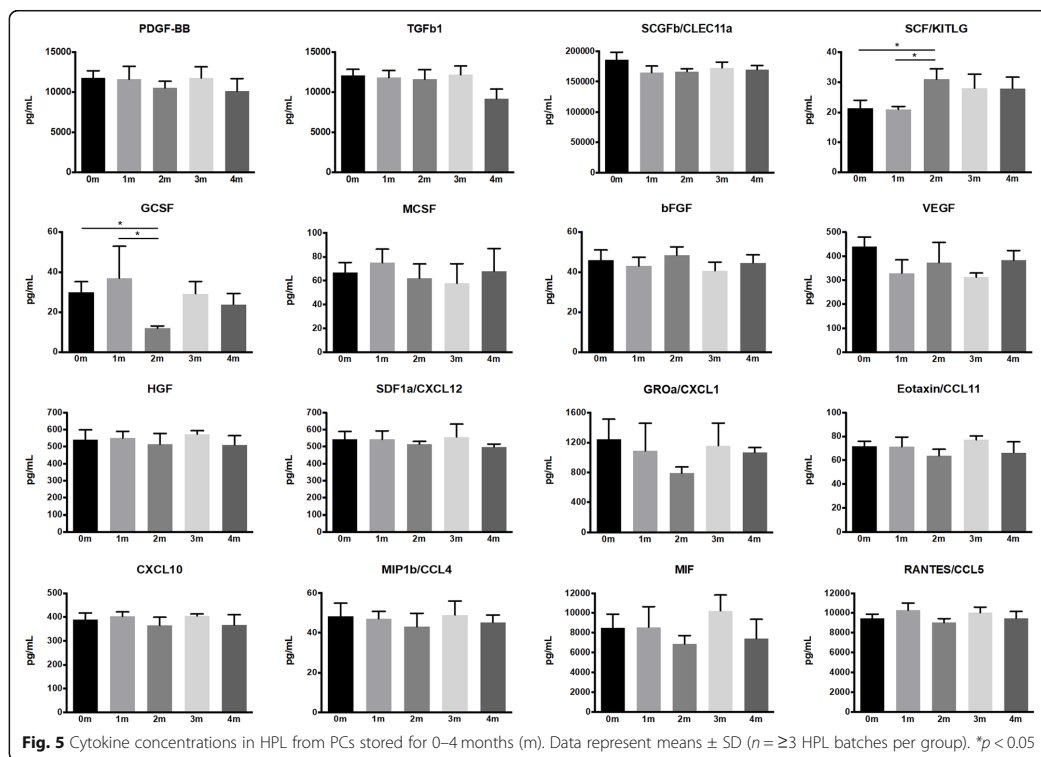 PDGF-BB
TGFb1
SCGFb/CLEC11a
SCF/KITLG
pg/mL
15000
10000
5000
0
0m 1m 2m 3m 4m
pg/mL
15000
10000
5000
0
0m 1m 2m 3m 4m
pg/mL
200000
150000
100000
50000
0
0m 1m 2m 3m 4m
pg/mL
40
30
20
10
0
*
*
0m 1m 2m 3m 4m
GCSF
MCSF
bFGF
VEGF
pg/mL
60
40
20
0
*
*
0m 1m 2m 3m 4m
pg/mL
100
80
60
40
20
0
0m 1m 2m 3m 4m
pg/mL
60
40
20
0
0m 1m 2m 3m 4m
pg/mL
500
400
300
200
100
0
0m 1m 2m 3m 4m
HGF
SDF1a/CXCL12
GROa/CXCL1
Eotaxin/CCL11
pg/mL
700
600
500
400
300
200
100
0
0m 1m 2m 3m 4m
pg/mL
700
600
500
400
300
200
100
0
0m 1m 2m 3m 4m
pg/mL
1600
1200
800
400
0
0m 1m 2m 3m 4m
pg/mL
100
80
60
40
20
0
0m 1m 2m 3m 4m
CXCL10
MIP1b/CCL4
MIF
RANTES/CCL5
pg/mL
500
400
300
200
100
0
0m 1m 2m 3m 4m
pg/mL
60
40
20
0
0m 1m 2m 3m 4m
pg/mL
12000
10000
8000
6000
4000
2000
0
0m 1m 2m 3m 4m
pg/mL
12000
10000
8000
6000
4000
2000
0
0m 1m 2m 3m 4m
Fig. 5 Cytokine concentrations in HPL from PCs stored for 0–4 months (m). Data represent means ± SD (n = ≥3 HPL batches per group). *p < 0.05